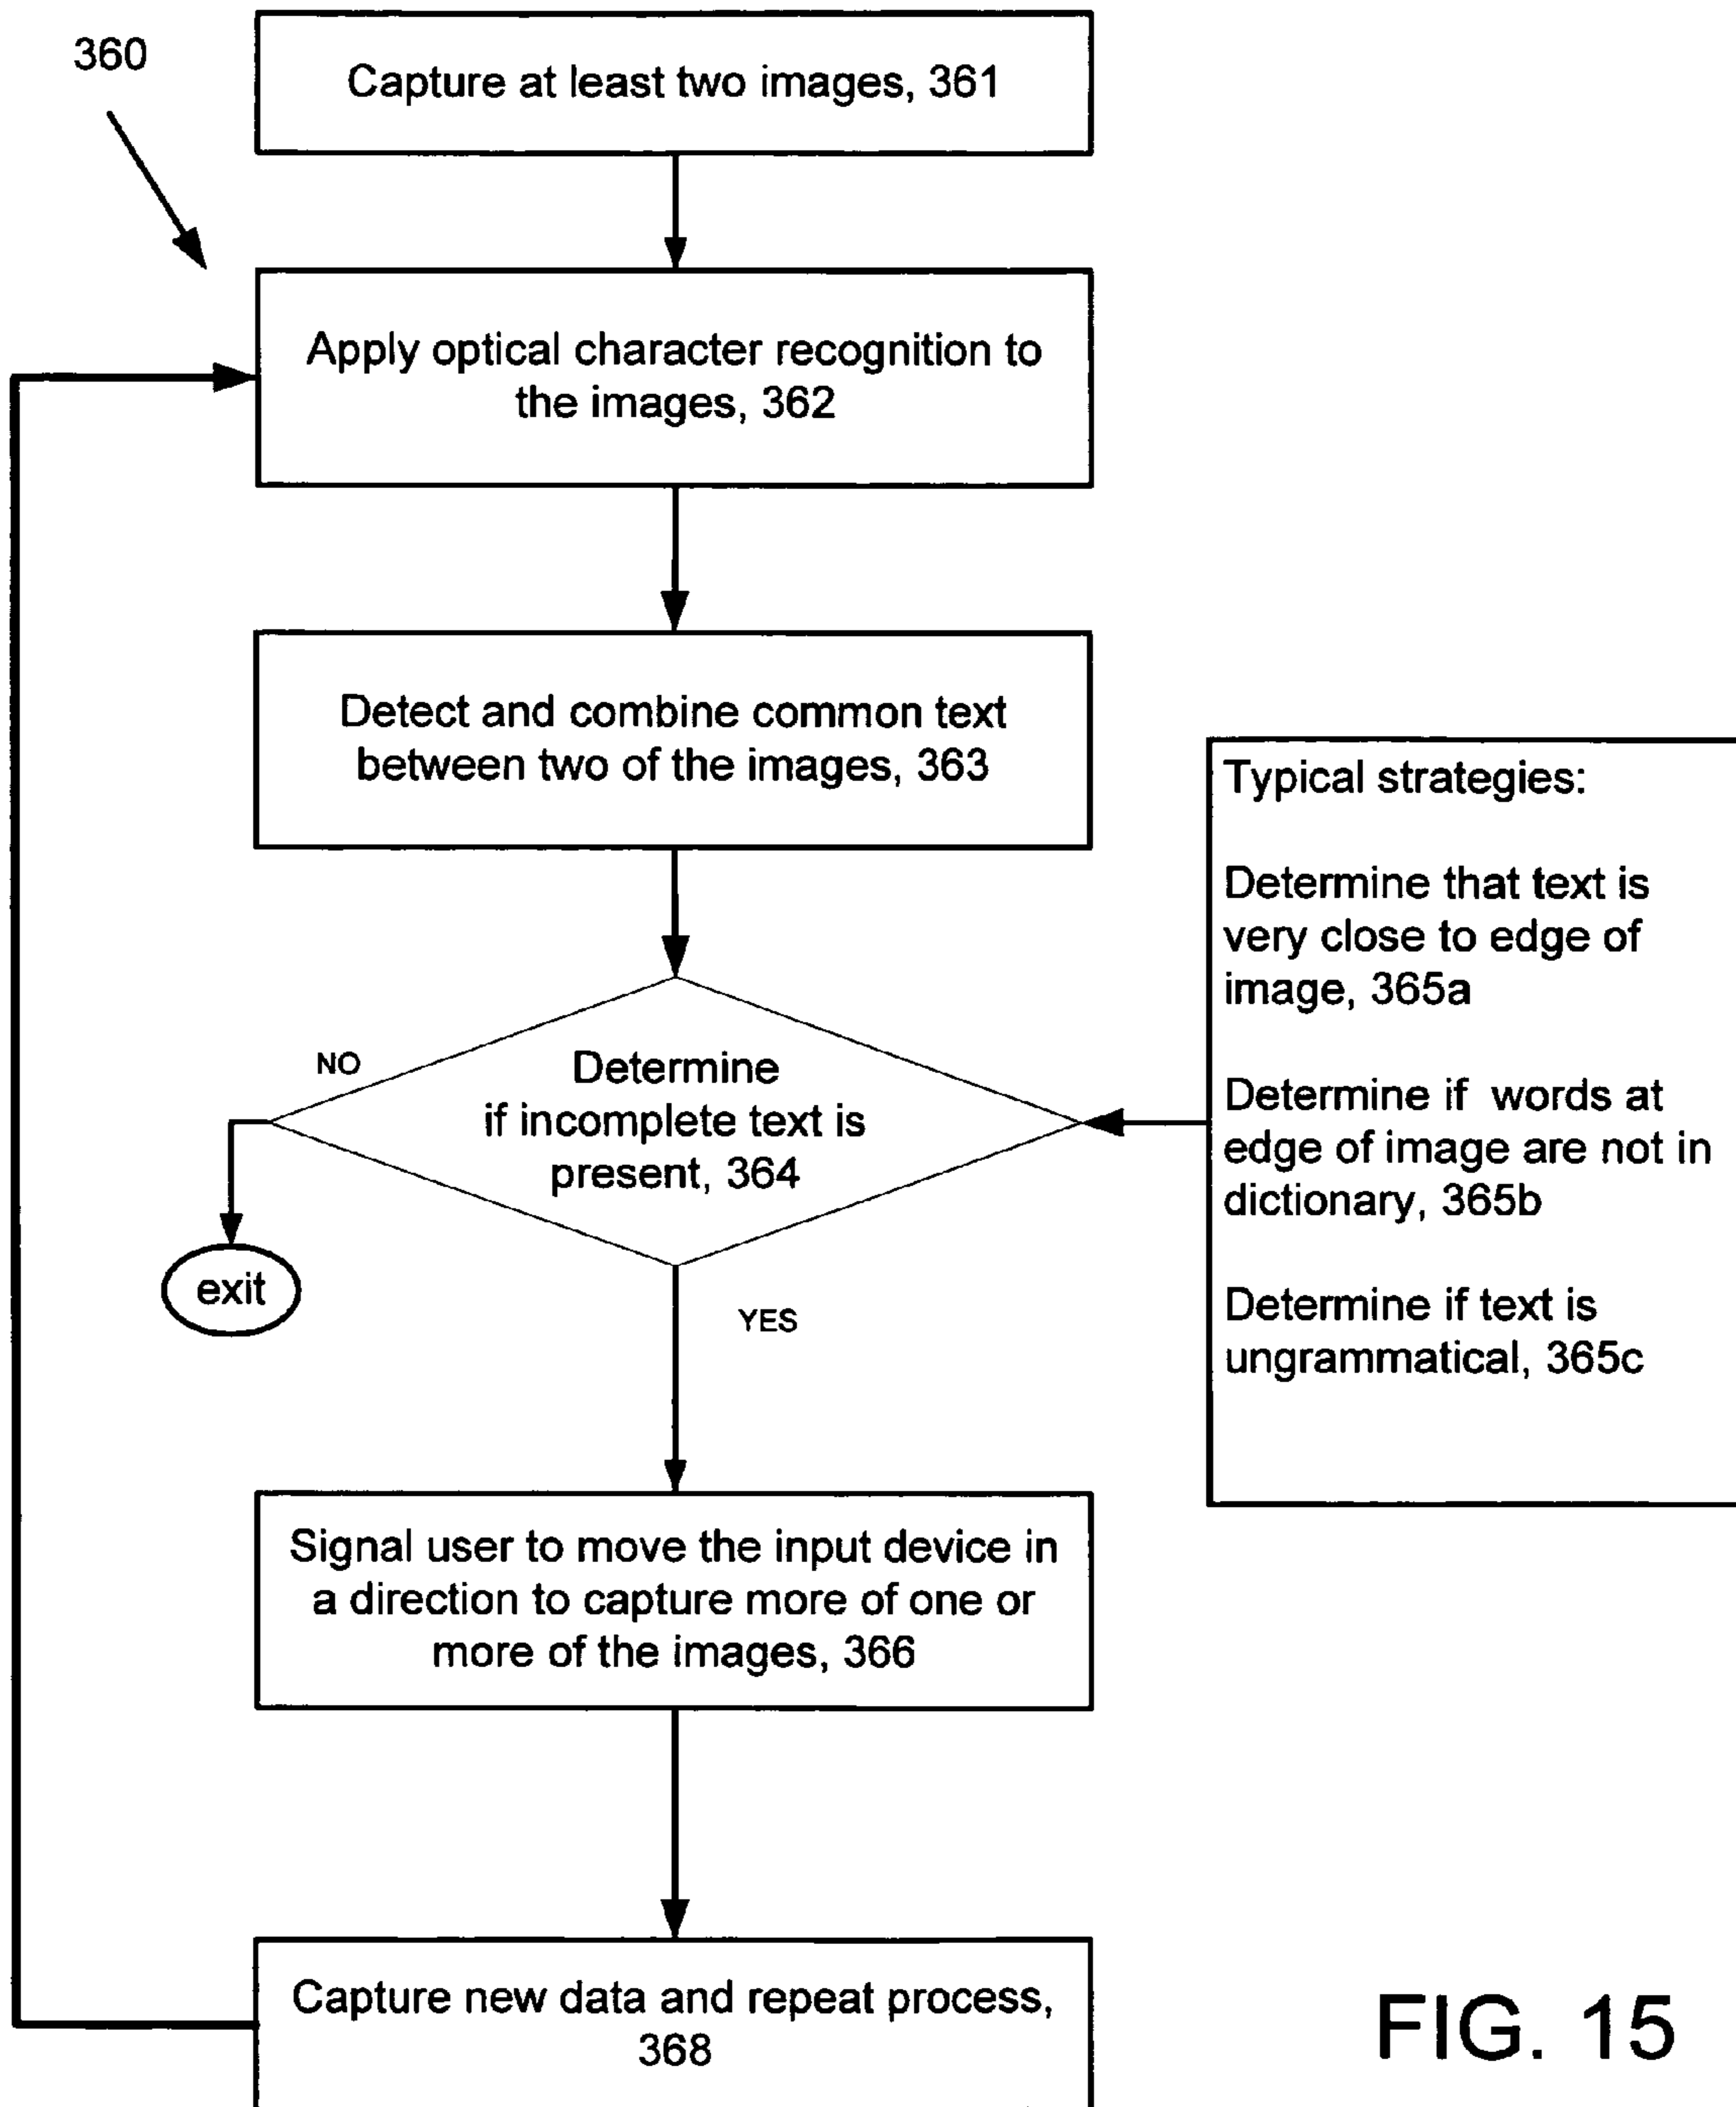 360
Capture at least two images, 361
Apply optical character recognition to
the images, 362
Detect and combine common text
between two of the images, 363
Typical strategies:
Determine that text is
very close to edge of
image, 365a
Determine if words at
edge of image are not in
dictionary, 365b
Determine if text is
ungrammatical, 365c
NO
Determine
if incomplete text is
present, 364
exit
YES
Signal user to move the input device in
a direction to capture more of one or
more of the images, 366
Capture new data and repeat process,
368
FIG. 15